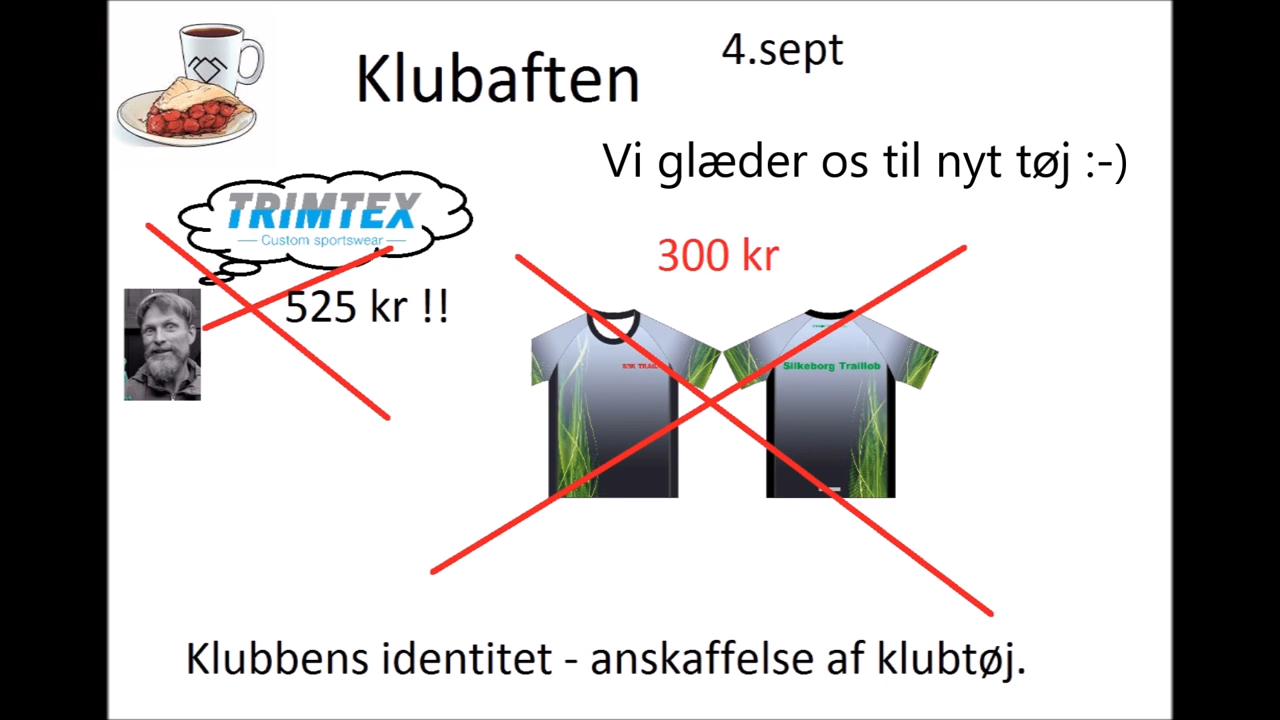 Klubaften
4.sept
Vi glæder os til nyt tøj :-)
TRIMTEX
Custom sportswear
300 kr
525 kr !!
Silkeborg Trailløb
Klubbens identitet - anskaffelse af klubtøj.